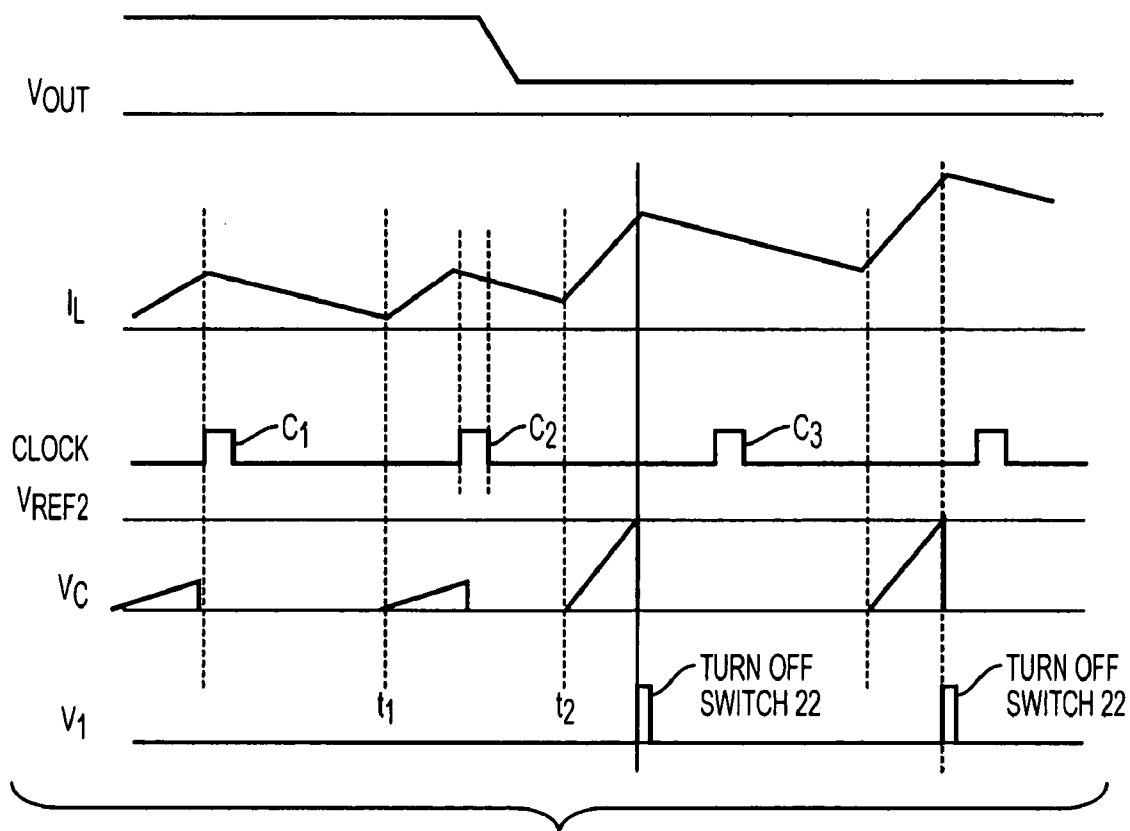 VOUT
IL
CLOCK
C1
C2
C3
VREF2
VC
TURN OFF
SWITCH 22
TURN OFF
SWITCH 22
t1
t2
V1